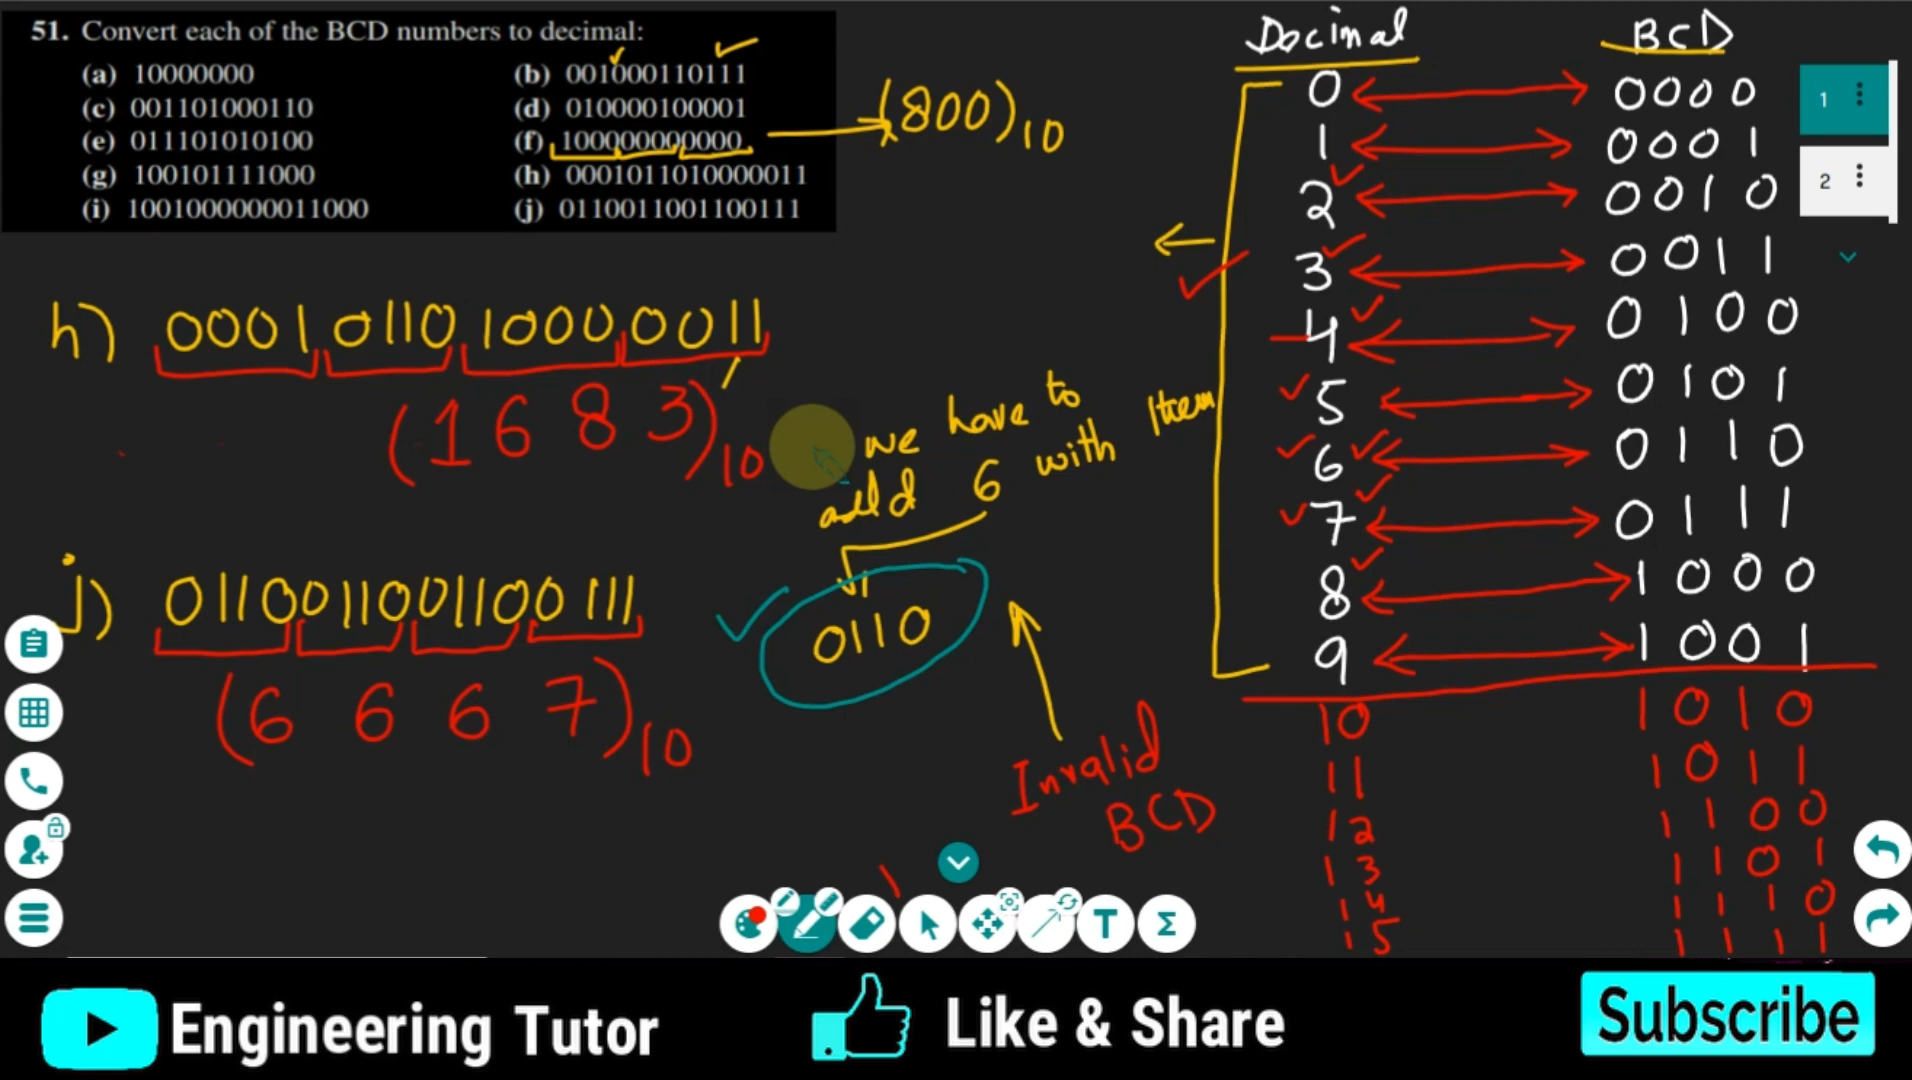 51. Convert each of the BCD numbers to decimal:
(a) 10000000 (b) 001000110111
(c) 001101000110 (d) 010000100001
(e) 011101010100 (f) 100000000000
(g) 100101111000 (h) 0001011010000011
(i) 1001000000011000 (j) 0110011001100111
(800)10
h) 0001 0110 1000 0011
(1 6 8 3)10
we have to
add 6 with them
j) 0110011001100111
(6 6 6 7)10
0110
Invalid
BCD
Decimal BCD
0 0000
1 0001
2 0010
3 0011
4 0100
5 0101
6 0110
7 0111
8 1000
9 1001
10 1010
11 1011
12 1100
13 1101
14 1110
15 1111
1
2
T
Σ
Engineering Tutor
Like & Share
Subscribe